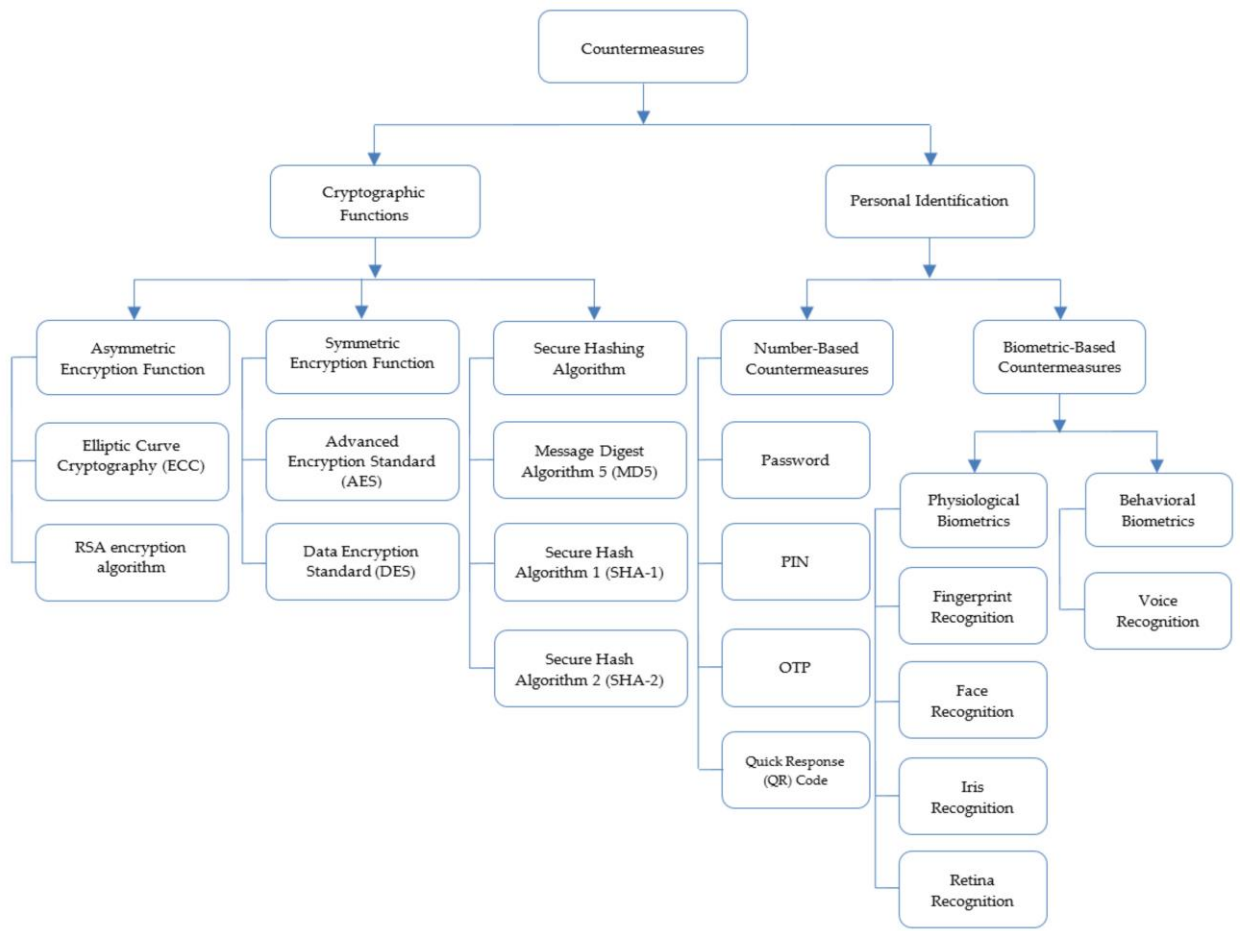 Countermeasures
Cryptographic
Functions
Personal Identification
Asymmetric
Encryption Function
Symmetric
Encryption Function
Secure Hashing
Algorithm
Number-Based
Countermeasures
Biometric-Based
Countermeasures
Elliptic Curve
Cryptography (ECC)
Advanced
Encryption Standard
(AES)
Message Digest
Algorithm 5 (MD5)
Password
Physiological
Biometrics
Behavioral
Biometrics
RSA encryption
algorithm
Data Encryption
Standard (DES)
Secure Hash
Algorithm 1 (SHA-1)
PIN
Fingerprint
Recognition
Voice
Recognition
Secure Hash
Algorithm 2 (SHA-2)
OTP
Face
Recognition
Quick Response
(QR) Code
Iris
Recognition
Retina
Recognition